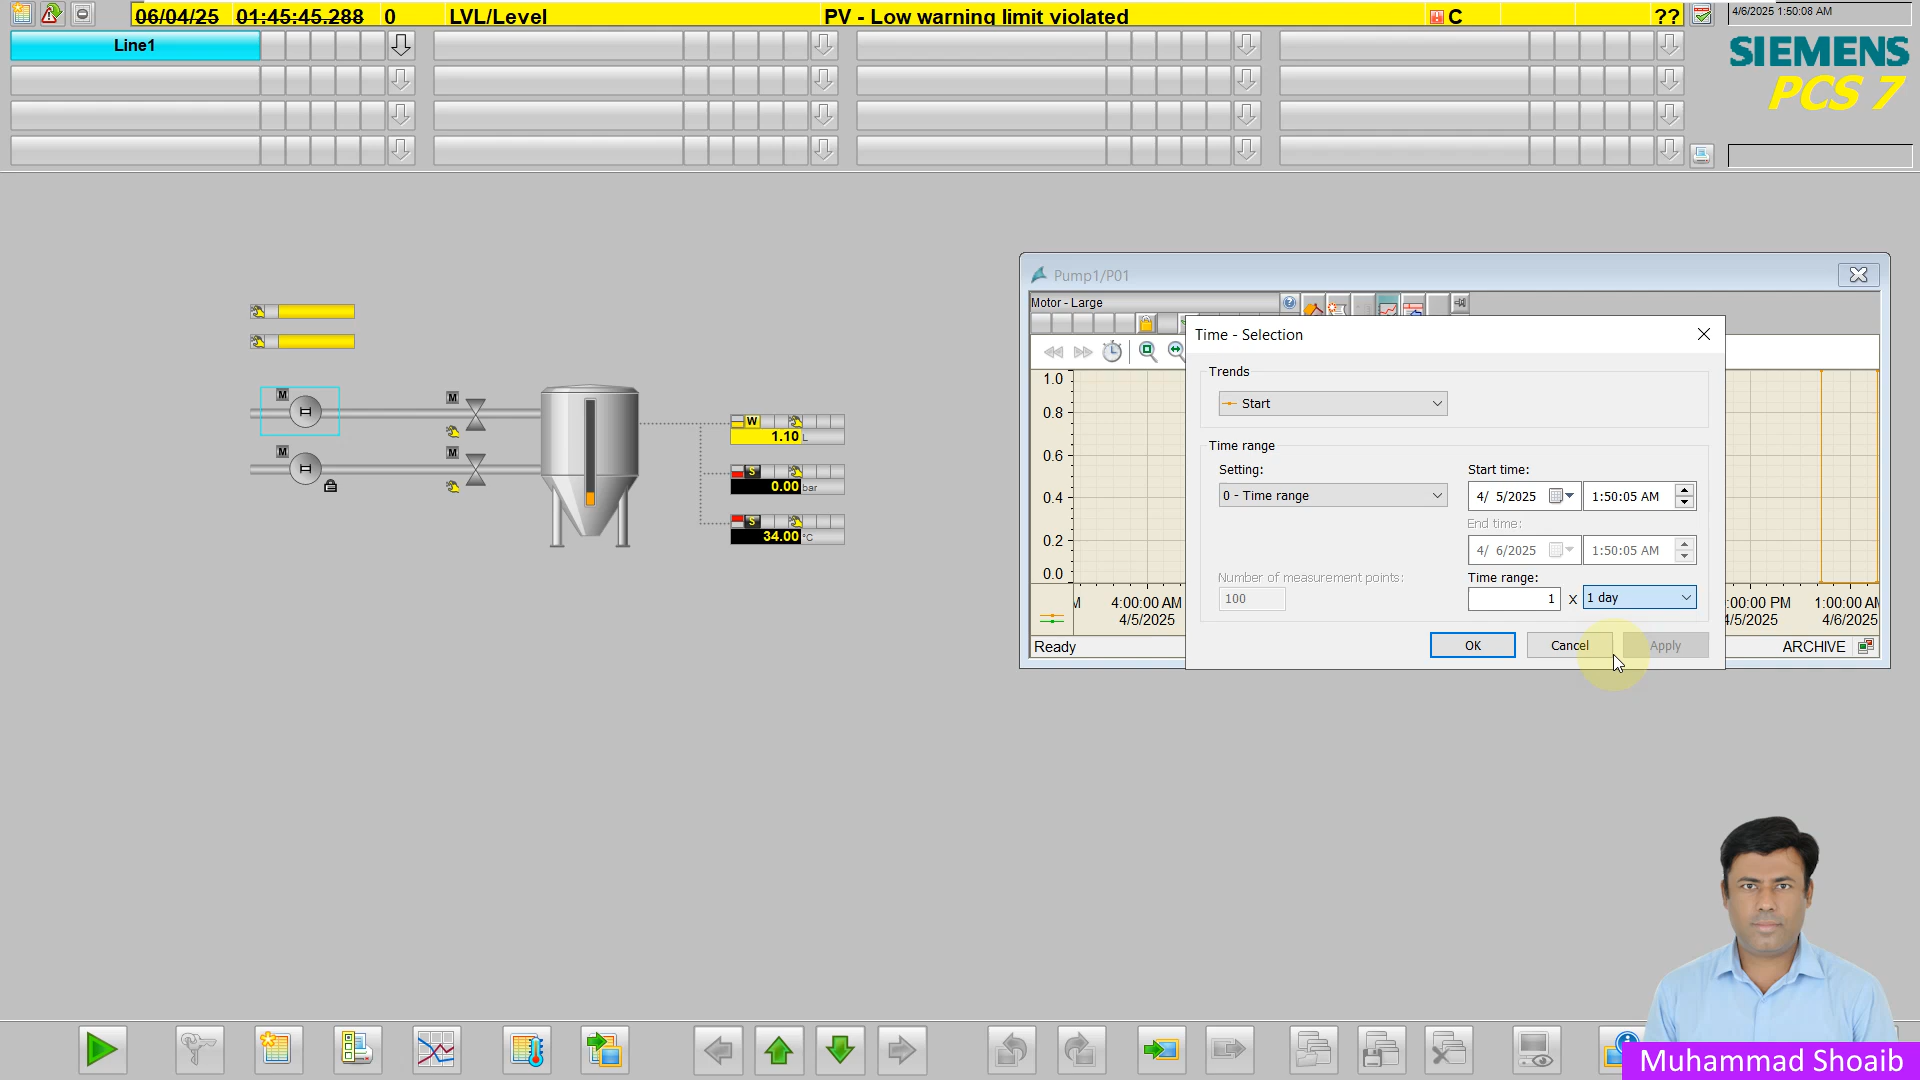 06/04/25 01:45:45.288 0 LVL/Level PV - Low warning limit violated C ??
4/6/2025 1:50:08 AM
Line1
SIEMENS
PCS 7
Pump1/P01
Motor - Large
Time - Selection
Trends
Start
Time range
Setting:
0 - Time range
Start time:
4/ 5/2025 1:50:05 AM
End time:
4/ 6/2025 1:50:05 AM
Number of measurement points:
100
Time range:
1 X 1 day
OK Cancel Apply
1.0
0.8
0.6
0.4
0.2
0.0
M 4:00:00 AM :00:00 PM 1:00:00 AM
4/5/2025 4/5/2025 4/6/2025
Ready ARCHIVE
M
M
M
M
W
1.10 L
S
0.00 bar
S
34.00 °C
Muhammad Shoaib